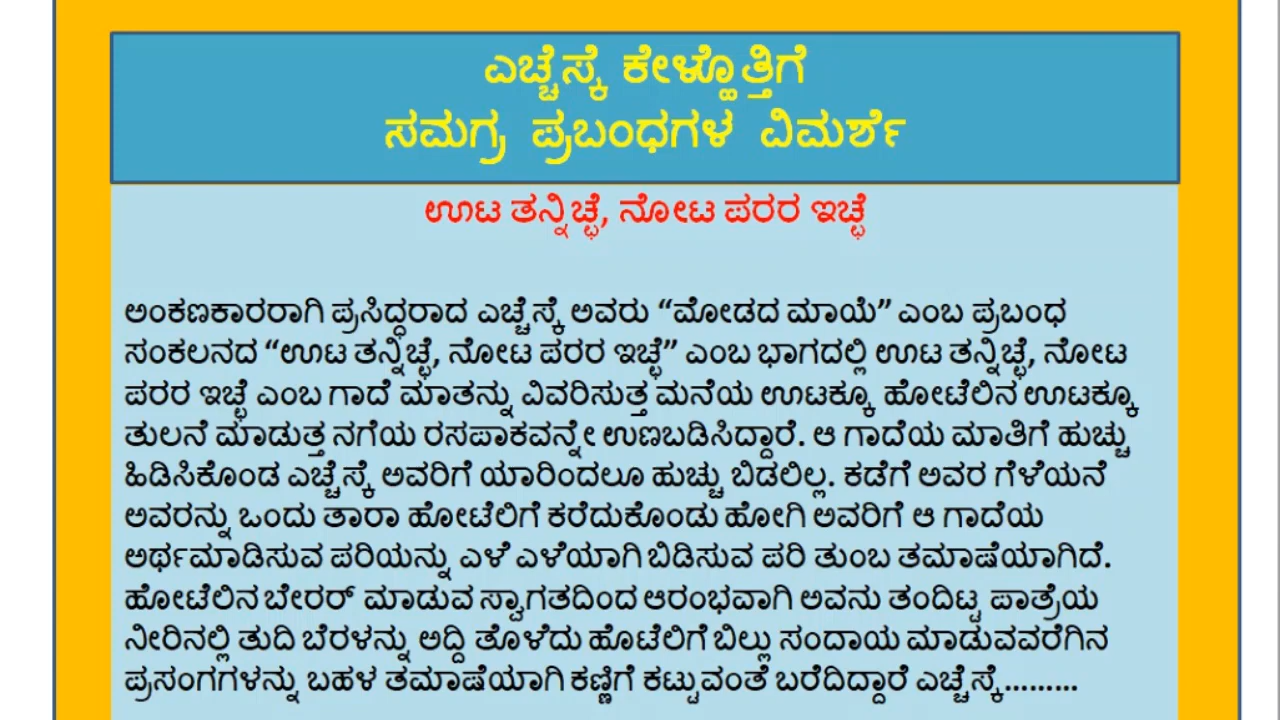 ಎಚ್ಚೆಸ್ಕೆ ಕೇಳ್ಹೊತ್ತಿಗೆ
ಸಮಗ್ರ ಪ್ರಬಂಧಗಳ ವಿಮರ್ಶೆ
ಊಟ ತನ್ನಿಚ್ಛೆ, ನೋಟ ಪರರ ಇಚ್ಛೆ
ಅಂಕಣಕಾರರಾಗಿ ಪ್ರಸಿದ್ಧರಾದ ಎಚ್ಚೆಸ್ಕೆ ಅವರು “ಮೋಡದ ಮಾಯೆ” ಎಂಬ ಪ್ರಬಂಧ
ಸಂಕಲನದ “ಊಟ ತನ್ನಿಚ್ಛೆ, ನೋಟ ಪರರ ಇಚ್ಛೆ” ಎಂಬ ಭಾಗದಲ್ಲಿ ಊಟ ತನ್ನಿಚ್ಛೆ, ನೋಟ
ಪರರ ಇಚ್ಛೆ ಎಂಬ ಗಾದೆ ಮಾತನ್ನು ವಿವರಿಸುತ್ತ ಮನೆಯ ಊಟಕ್ಕೂ ಹೋಟೆಲಿನ ಊಟಕ್ಕೂ
ತುಲನೆ ಮಾಡುತ್ತ ನಗೆಯ ರಸಪಾಕವನ್ನೇ ಉಣಬಡಿಸಿದ್ದಾರೆ. ಆ ಗಾದೆಯ ಮಾತಿಗೆ ಹುಚ್ಚು
ಹಿಡಿಸಿಕೊಂಡ ಎಚ್ಚೆಸ್ಕೆ ಅವರಿಗೆ ಯಾರಿಂದಲೂ ಹುಚ್ಚು ಬಿಡಲಿಲ್ಲ. ಕಡೆಗೆ ಅವರ ಗೆಳೆಯನೆ
ಅವರನ್ನು ಒಂದು ತಾರಾ ಹೋಟೆಲಿಗೆ ಕರೆದುಕೊಂಡು ಹೋಗಿ ಅವರಿಗೆ ಆ ಗಾದೆಯ
ಅರ್ಥಮಾಡಿಸುವ ಪರಿಯನ್ನು ಎಳೆ ಎಳೆಯಾಗಿ ಬಿಡಿಸುವ ಪರಿ ತುಂಬ ತಮಾಷೆಯಾಗಿದೆ.
ಹೋಟೆಲಿನ ಬೇರರ್ ಮಾಡುವ ಸ್ವಾಗತದಿಂದ ಆರಂಭವಾಗಿ ಅವನು ತಂದಿಟ್ಟ ಪಾತ್ರೆಯ
ನೀರಿನಲ್ಲಿ ತುದಿ ಬೆರಳನ್ನು ಅದ್ದಿ ತೊಳೆದು ಹೊಟೆಲಿಗೆ ಬಿಲ್ಲು ಸಂದಾಯ ಮಾಡುವವರೆಗಿನ
ಪ್ರಸಂಗಗಳನ್ನು ಬಹಳ ತಮಾಷೆಯಾಗಿ ಕಣ್ಣಿಗೆ ಕಟ್ಟುವಂತೆ ಬರೆದಿದ್ದಾರೆ ಎಚ್ಚೆಸ್ಕೆ.........